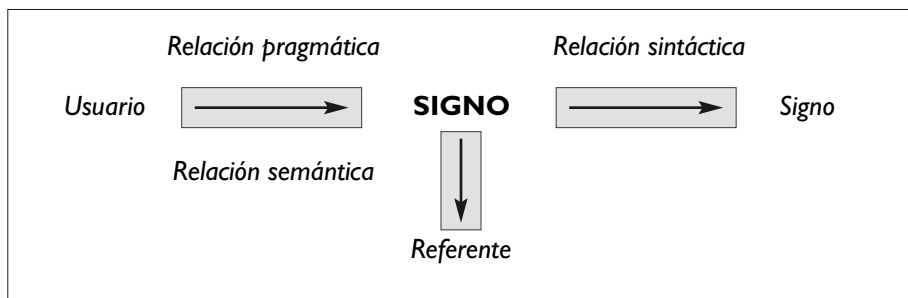 Relación pragmática Relación sintáctica
Usuario SIGNO Signo
Relación semántica
Referente